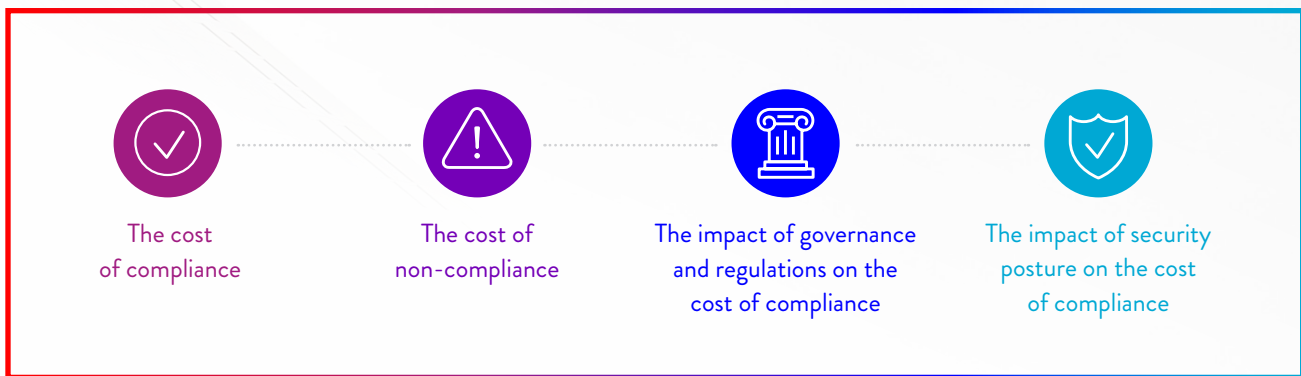 The cost
of compliance
The cost of
non-compliance
The impact of governance
and regulations on the
cost of compliance
The impact of security
posture on the cost
of compliance